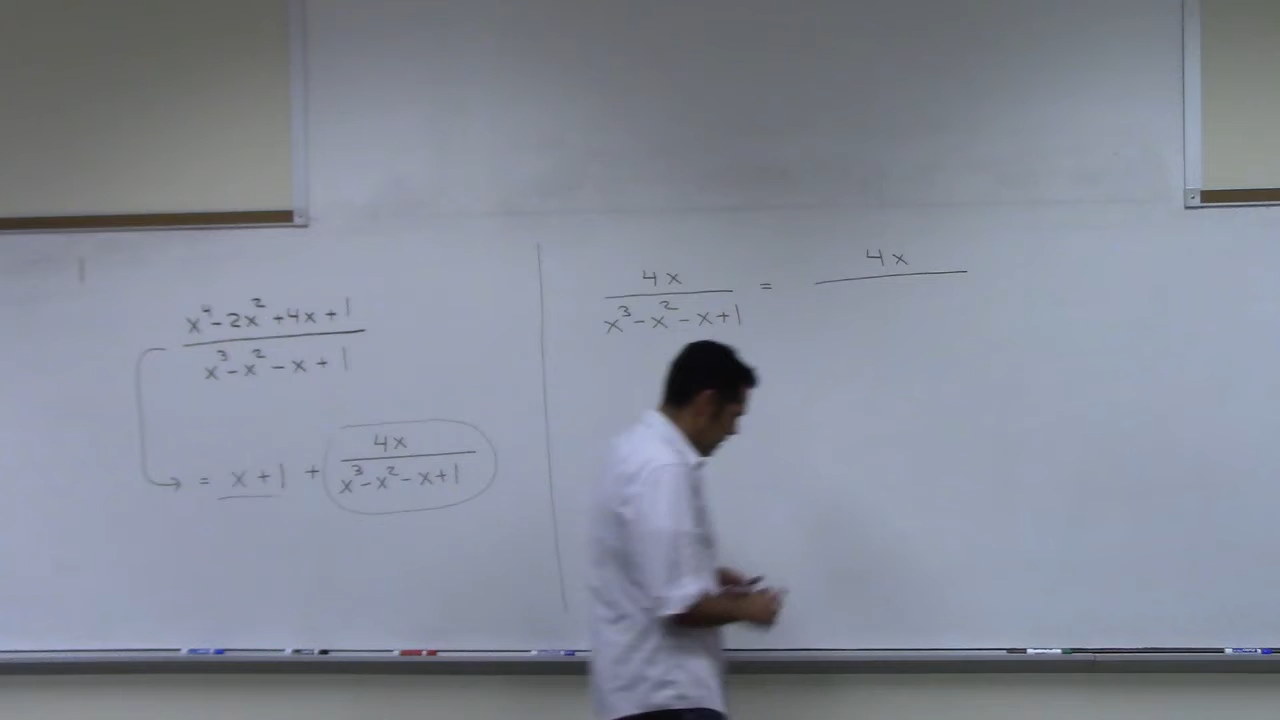 x⁴-2x²+4x+1
x³-x²-x+1
= x+1 + 4x
x³-x²-x+1
4x = 4x
x³-x²-x+1